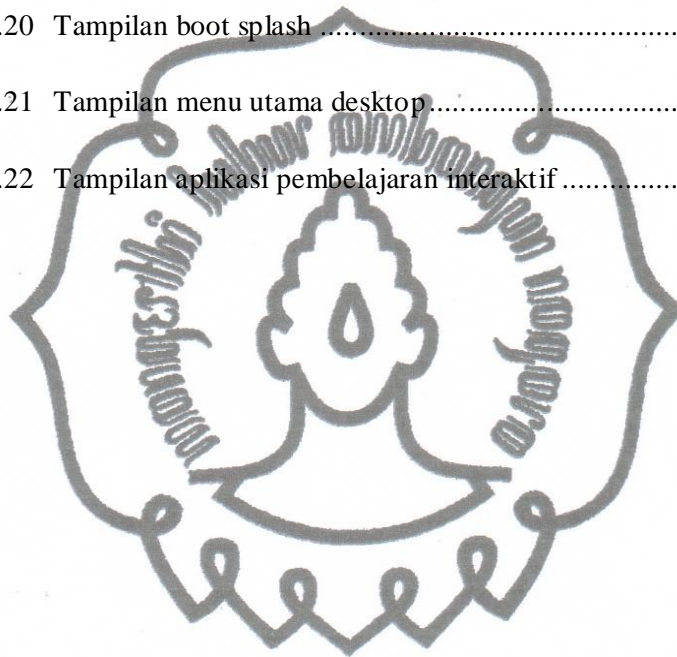 .20 Tampilan boot splash ................................................
.21 Tampilan menu utama desktop.................................
.22 Tampilan aplikasi pembelajaran interaktif ...............